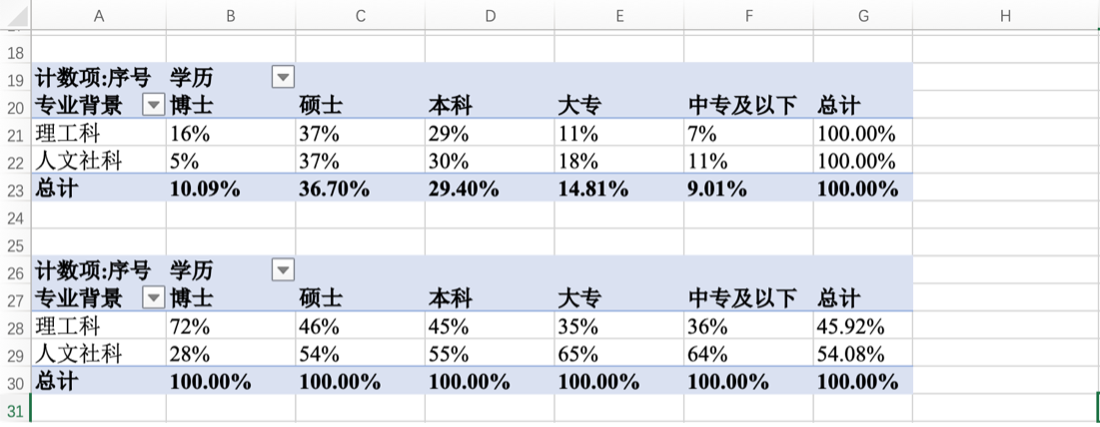 A B C D E F G H
18
19 计数项:序号 学历
20 专业背景 博士 硕士 本科 大专 中专及以下 总计
21 理工科 16% 37% 29% 11% 7% 100.00%
22 人文社科 5% 37% 30% 18% 11% 100.00%
23 总计 10.09% 36.70% 29.40% 14.81% 9.01% 100.00%
24
25
26 计数项:序号 学历
27 专业背景 博士 硕士 本科 大专 中专及以下 总计
28 理工科 72% 46% 45% 35% 36% 45.92%
29 人文社科 28% 54% 55% 65% 64% 54.08%
30 总计 100.00% 100.00% 100.00% 100.00% 100.00% 100.00%
31